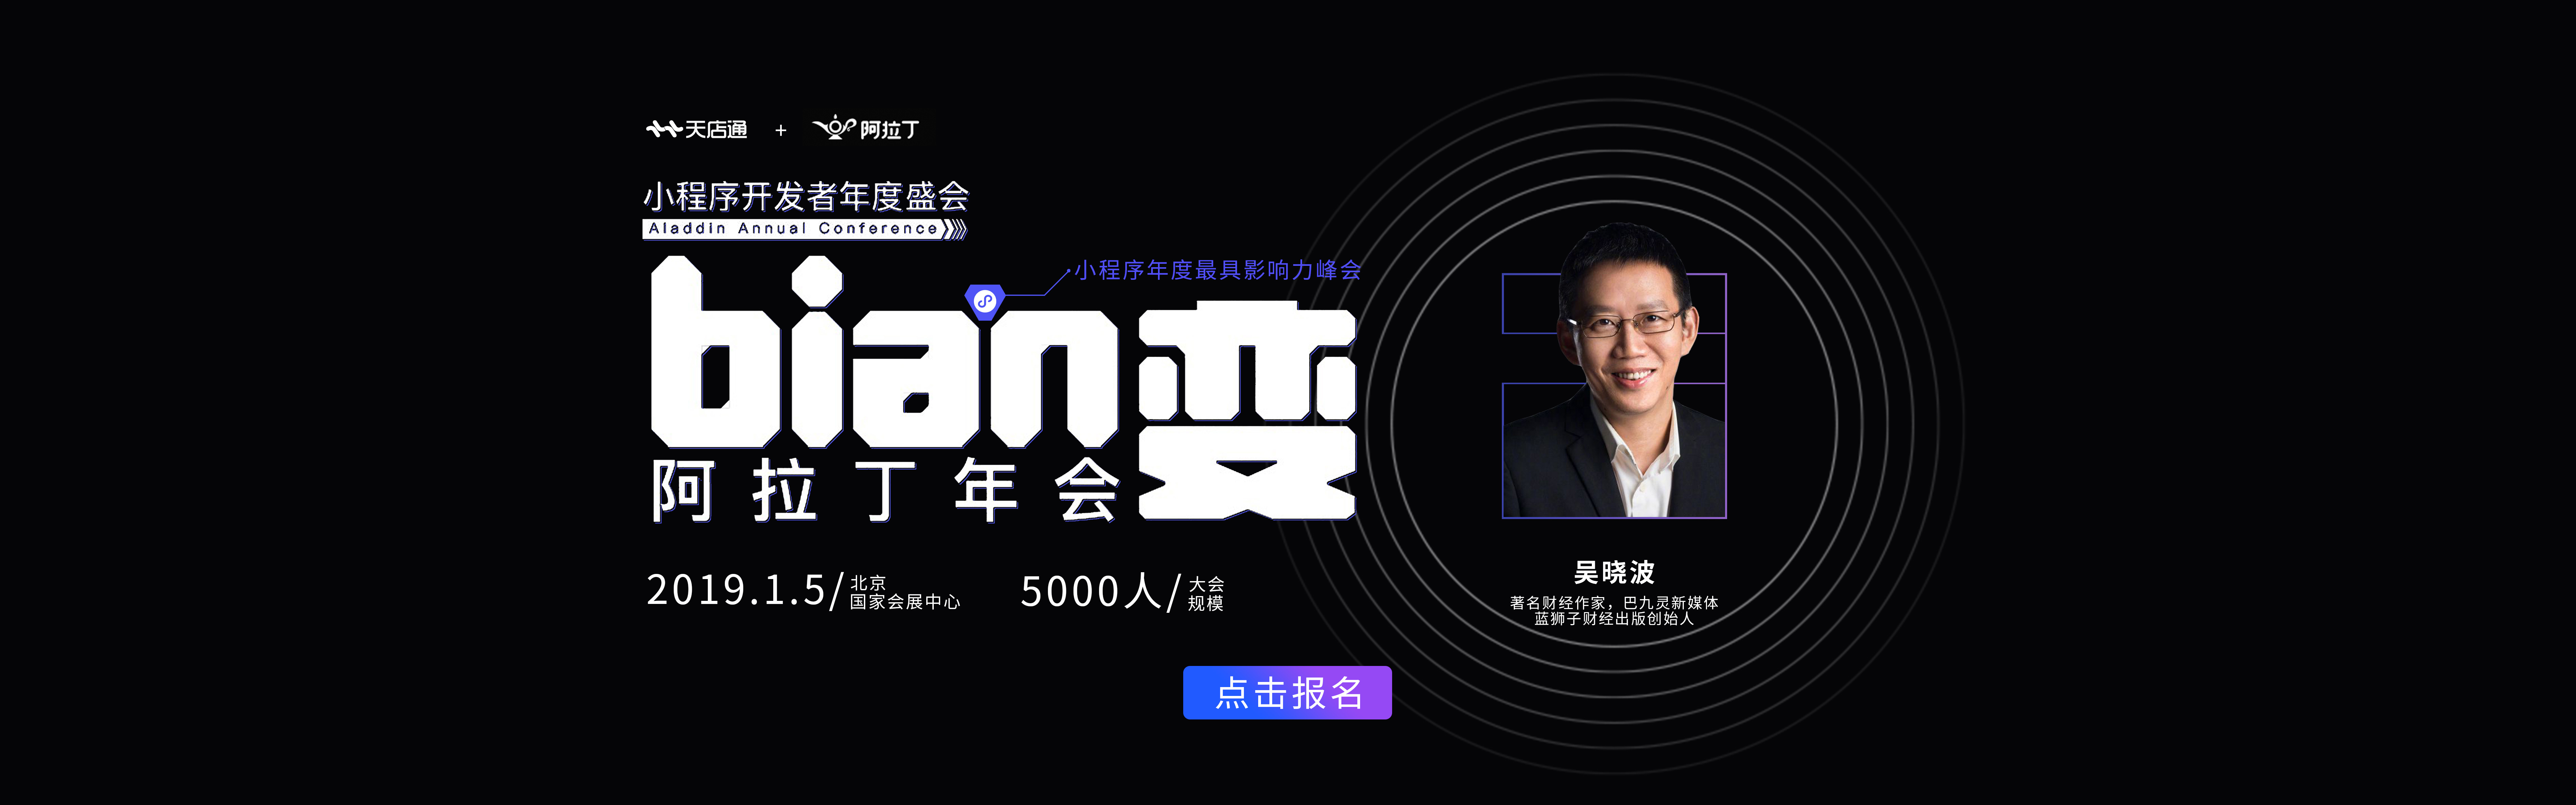 天店通 + 阿拉丁
小程序开发者年度盛会
Aladdin Annual Conference
小程序年度最具影响力峰会
bian变
阿拉丁年会
2019.1.5/北京
国家会展中心
5000人/大会
规模
吴晓波
著名财经作家，巴九灵新媒体
蓝狮子财经出版创始人
点击报名